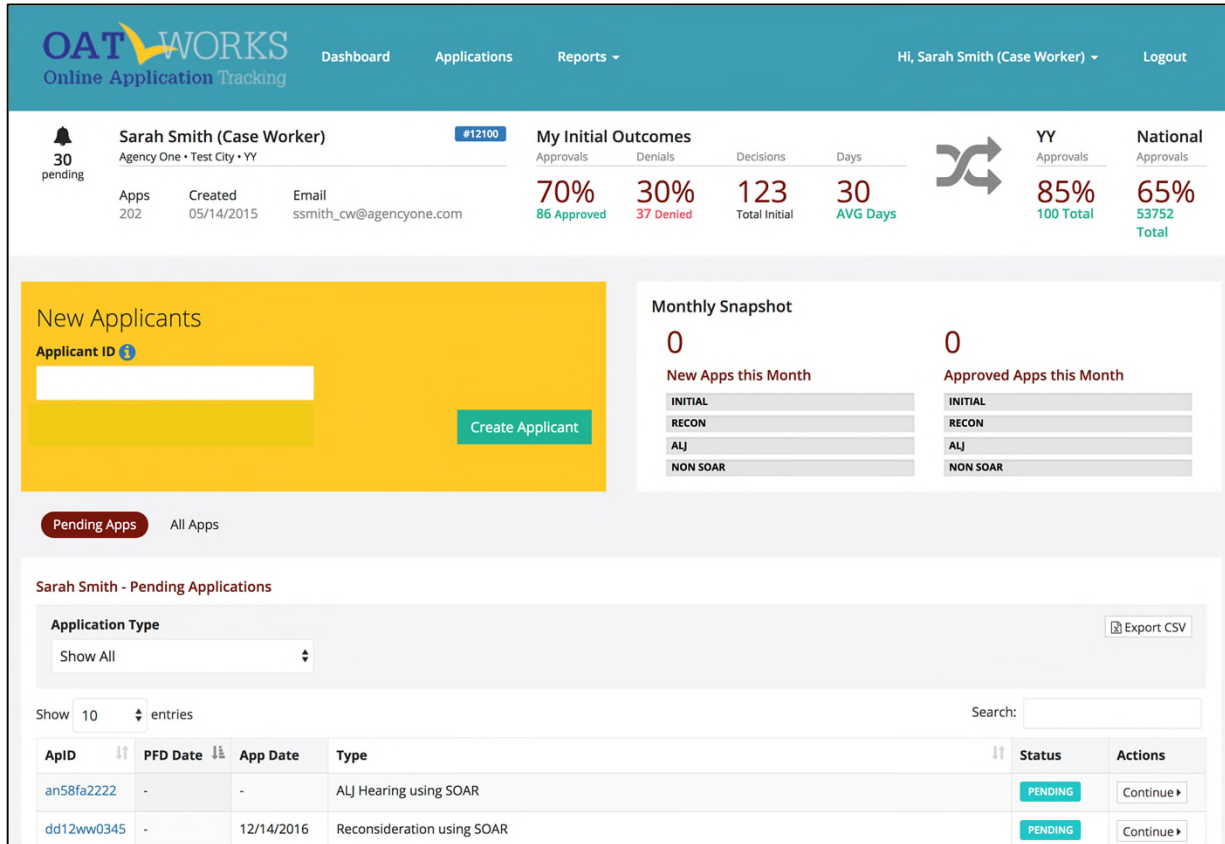 OAT WORKS
Online Application Tracking
Dashboard Applications Reports
Hi, Sarah Smith (Case Worker) Logout
30
pending
Sarah Smith (Case Worker) #12100
Agency One • Test City • YY
Apps Created Email
202 05/14/2015 ssmith_cw@agencyone.com
My Initial Outcomes
Approvals Denials Decisions Days
70% 30% 123 30
86 Approved 37 Denied Total Initial AVG Days
YY National
Approvals Approvals
85% 65%
100 Total 53752
Total
New Applicants
Applicant ID
Create Applicant
Monthly Snapshot
0 0
New Apps this Month Approved Apps this Month
INITIAL INITIAL
RECON RECON
ALJ ALJ
NON SOAR NON SOAR
Pending Apps All Apps
Sarah Smith - Pending Applications
Application Type
Export CSV
Show All
Show 10 entries Search:
ApID PFD Date App Date Type Status Actions
an58fa2222 - - ALJ Hearing using SOAR PENDING Continue
dd12ww0345 - 12/14/2016 Reconsideration using SOAR PENDING Continue